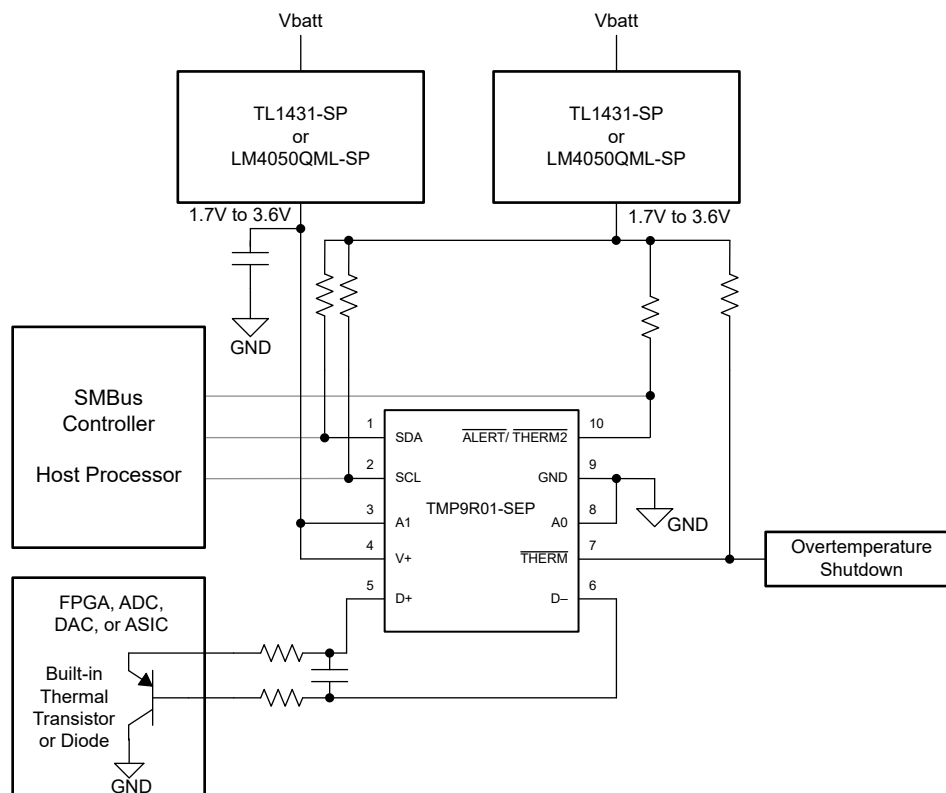 Vbatt
Vbatt
TL1431-SP
or
LM4050QML-SP
TL1431-SP
or
LM4050QML-SP
1.7V to 3.6V
1.7V to 3.6V
GND
SMBus
Controller
Host Processor
1
SDA
2
SCL
3
A1
4
V+
5
D+
TMP9R01-SEP
ALERT/ THERM2
10
GND
9
A0
8
THERM
7
D–
6
GND
Overtemperature
Shutdown
FPGA, ADC,
DAC, or ASIC
Built-in
Thermal
Transistor
or Diode
GND